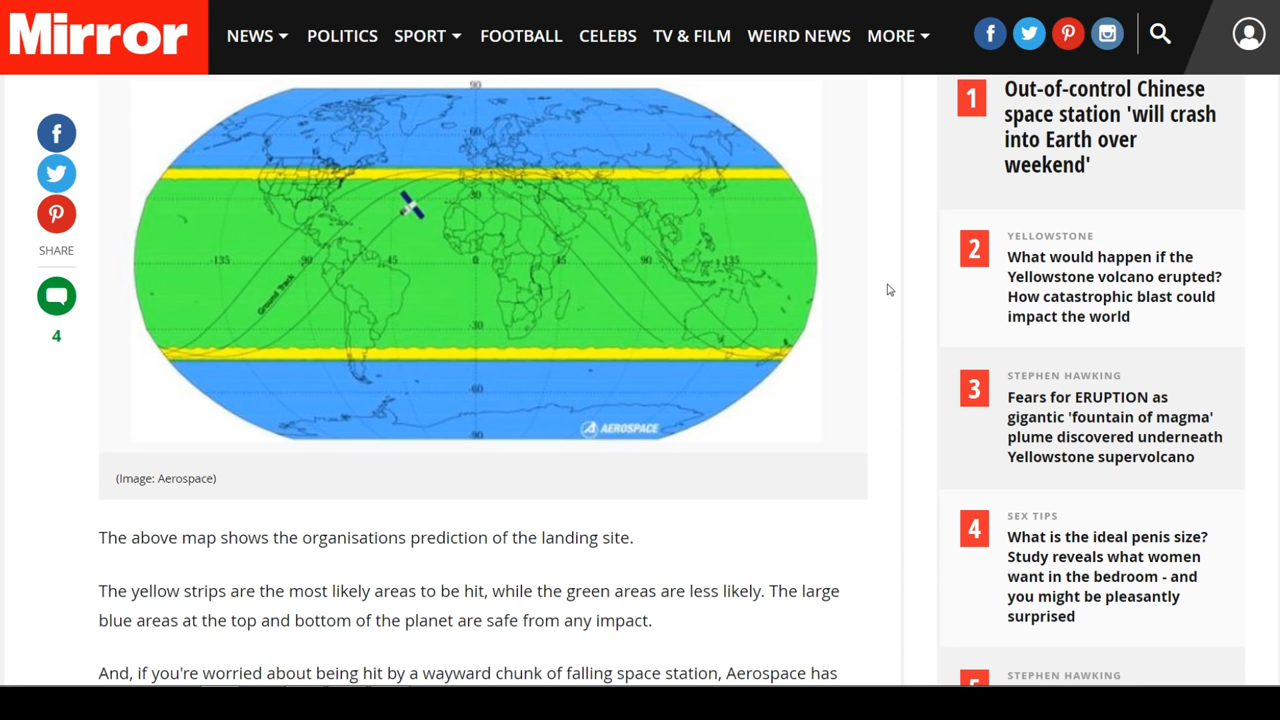 Mirror
NEWS
POLITICS
SPORT
FOOTBALL
CELEBS
TV & FILM
WEIRD NEWS
MORE
SHARE
4
90
60
30
-135
-90
-45
0
45
90
135
Ground Track
-30
-60
-90
AEROSPACE
(Image: Aerospace)
The above map shows the organisations prediction of the landing site.
The yellow strips are the most likely areas to be hit, while the green areas are less likely. The large
blue areas at the top and bottom of the planet are safe from any impact.
And, if you're worried about being hit by a wayward chunk of falling space station, Aerospace has
1
Out-of-control Chinese
space station 'will crash
into Earth over
weekend'
2
YELLOWSTONE
What would happen if the
Yellowstone volcano erupted?
How catastrophic blast could
impact the world
3
STEPHEN HAWKING
Fears for ERUPTION as
gigantic 'fountain of magma'
plume discovered underneath
Yellowstone supervolcano
4
SEX TIPS
What is the ideal penis size?
Study reveals what women
want in the bedroom - and
you might be pleasantly
surprised
5
STEPHEN HAWKING